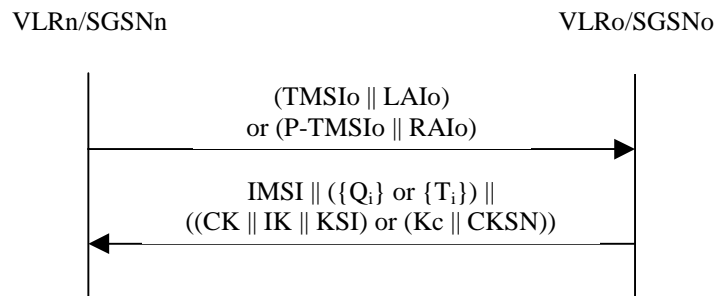 VLRn/SGSNn
VLRo/SGSNo
(TMSIo || LAIo)
or (P-TMSIo || RAIo)
IMSI || ({Qi} or {Ti}) ||
((CK || IK || KSI) or (Kc || CKSN))